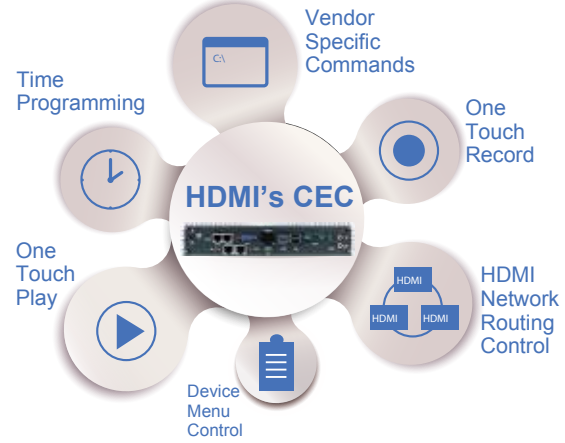 Vendor
Specific
Commands
C:\
Time
Programming
One
Touch
Record
HDMI's CEC
One
Touch
Play
HDMI
HDMI
HDMI
HDMI
Network
Routing
Control
Device
Menu
Control